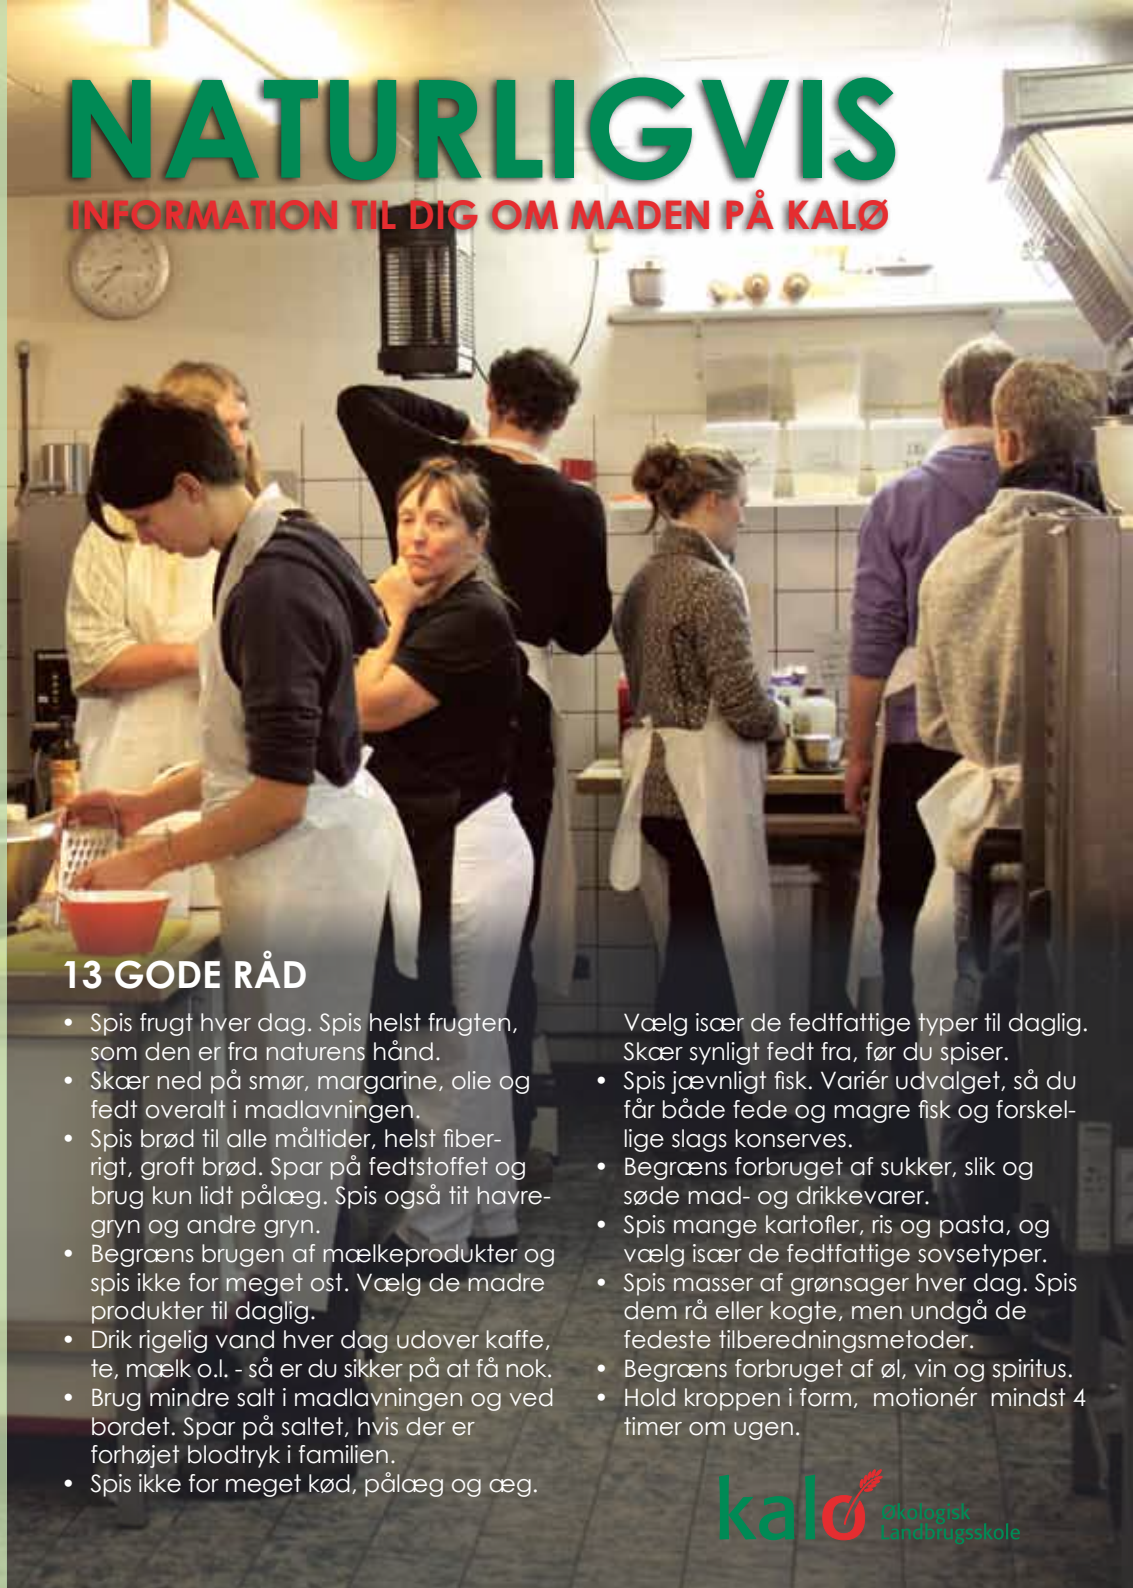 NATURLIGVIS
INFORMATION TIL DIG OM MADEN PÅ KALØ
13 GODE RÅD
• Spis frugt hver dag. Spis helst frugten,
som den er fra naturens hånd.
• Skær ned på smør, margarine, olie og
fedt overalt i madlavningen.
• Spis brød til alle måltider, helst fiber-
rigt, groft brød. Spar på fedtstoffet og
brug kun lidt pålæg. Spis også tit havre-
gryn og andre gryn.
• Begræns brugen af mælkeprodukter og
spis ikke for meget ost. Vælg de madre
produkter til daglig.
• Drik rigelig vand hver dag udover kaffe,
te, mælk o.l. - så er du sikker på at få nok.
• Brug mindre salt i madlavningen og ved
bordet. Spar på saltet, hvis der er
forhøjet blodtryk i familien.
• Spis ikke for meget kød, pålæg og æg.
Vælg især de fedtfattige typer til daglig.
Skær synligt fedt fra, før du spiser.
• Spis jævnligt fisk. Variér udvalget, så du
får både fede og magre fisk og forskel-
lige slags konserves.
• Begræns forbruget af sukker, slik og
søde mad- og drikkevarer.
• Spis mange kartofler, ris og pasta, og
vælg især de fedtfattige sovsetyper.
• Spis masser af grønsager hver dag. Spis
dem rå eller kogte, men undgå de
fedeste tilberedningsmetoder.
• Begræns forbruget af øl, vin og spiritus.
• Hold kroppen i form, motionér mindst 4
timer om ugen.
kalø
Økologisk
Landbrugsskole